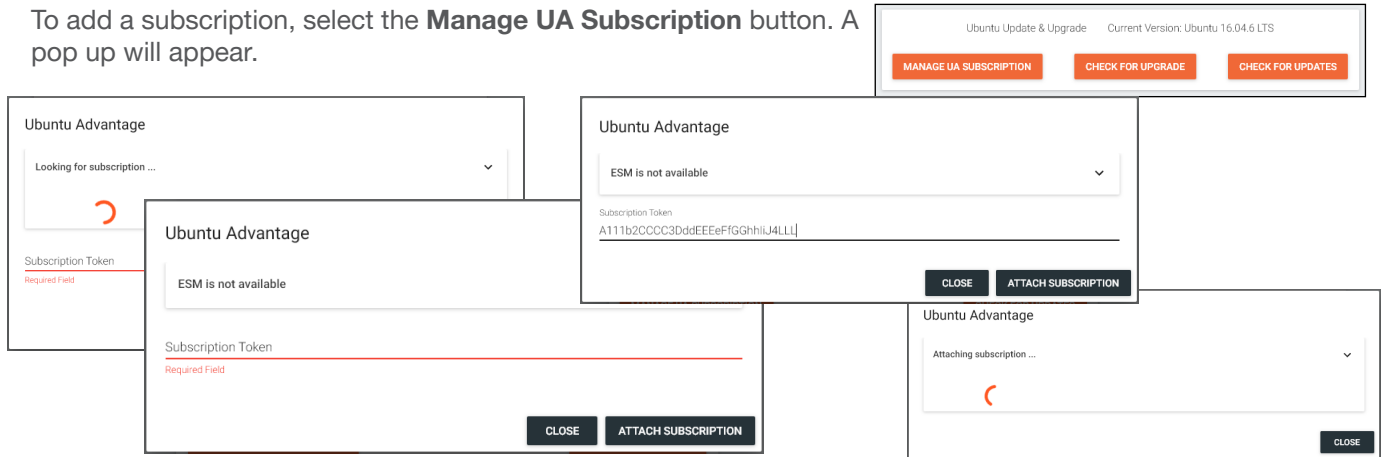 To add a subscription, select the Manage UA Subscription button. A
pop up will appear.
Ubuntu Update & Upgrade Current Version: Ubuntu 16.04.6 LTS
MANAGE UA SUBSCRIPTION CHECK FOR UPGRADE CHECK FOR UPDATES
Ubuntu Advantage
Looking for subscription ...
Subscription Token
Required Field
Ubuntu Advantage
ESM is not available
Subscription Token
Required Field
CLOSE ATTACH SUBSCRIPTION
Ubuntu Advantage
ESM is not available
Subscription Token
A111b2CCCC3DddEEEeFfGGhhIiJ4LLL
CLOSE ATTACH SUBSCRIPTION
Ubuntu Advantage
Attaching subscription ...
CLOSE